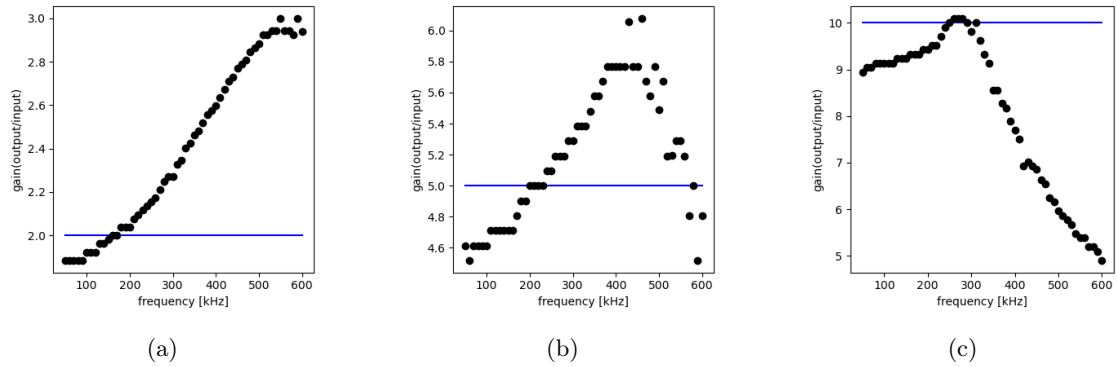 3.0
2.8
2.6
2.4
2.2
2.0
gain(output/input)
100 200 300 400 500 600
frequency [kHz]
(a)
6.0
5.8
5.6
5.4
5.2
5.0
4.8
4.6
gain(output/input)
100 200 300 400 500 600
frequency [kHz]
(b)
10
9
8
7
6
5
gain(output/input)
100 200 300 400 500 600
frequency [kHz]
(c)